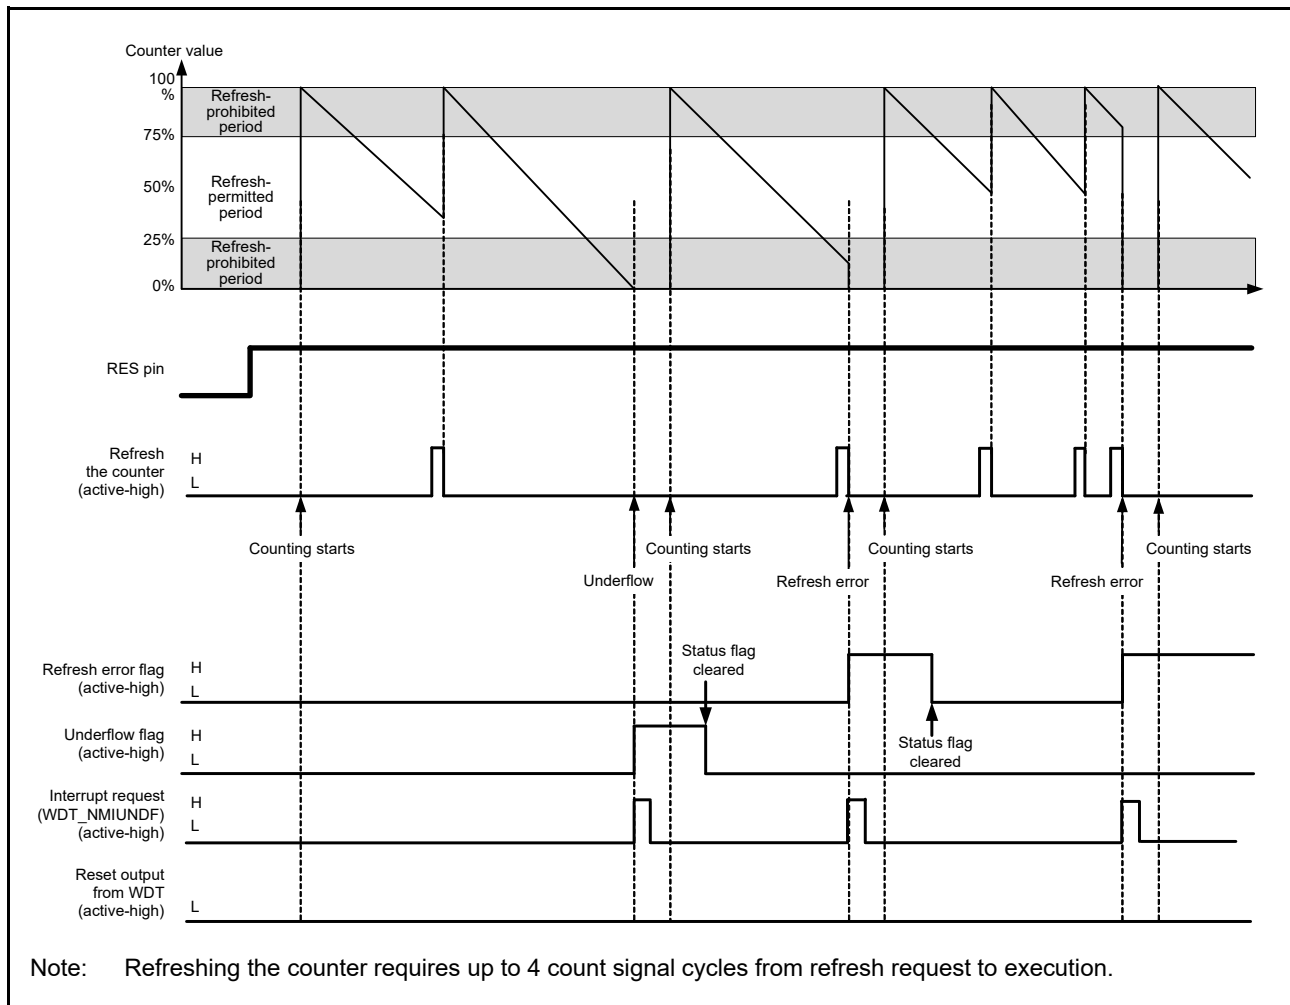 Counter value
100
%
Refresh-
prohibited
period
75%
50%
Refresh-
permitted
period
25%
Refresh-
prohibited
period
0%
RES pin
Refresh
the counter
(active-high)
H
L
Counting starts
Counting starts
Counting starts
Counting starts
Underflow
Refresh error
Refresh error
Status flag
cleared
Refresh error flag
(active-high)
H
L
Underflow flag
(active-high)
H
L
Status flag
cleared
Interrupt request
(WDT_NMIUNDF)
(active-high)
H
L
Reset output
from WDT
(active-high)
L
Note: Refreshing the counter requires up to 4 count signal cycles from refresh request to execution.